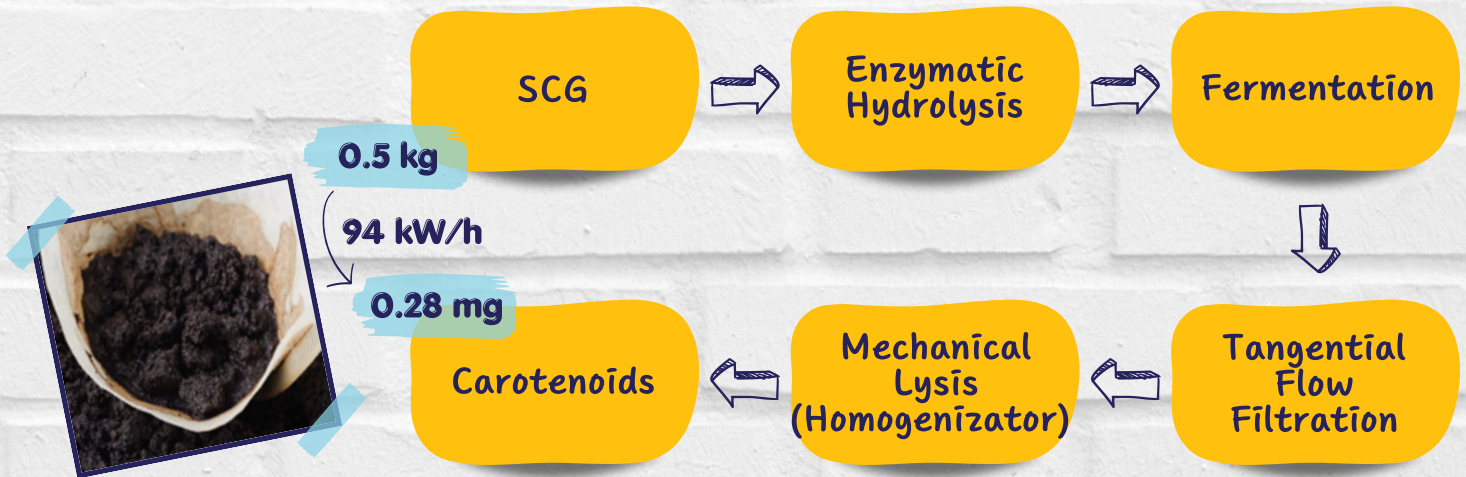 SCG
Enzymatic
Hydrolysis
Fermentation
0.5 kg
94 kW/h
0.28 mg
Carotenoids
Mechanical
Lysis
(Homogenizator)
Tangential
Flow
Filtration